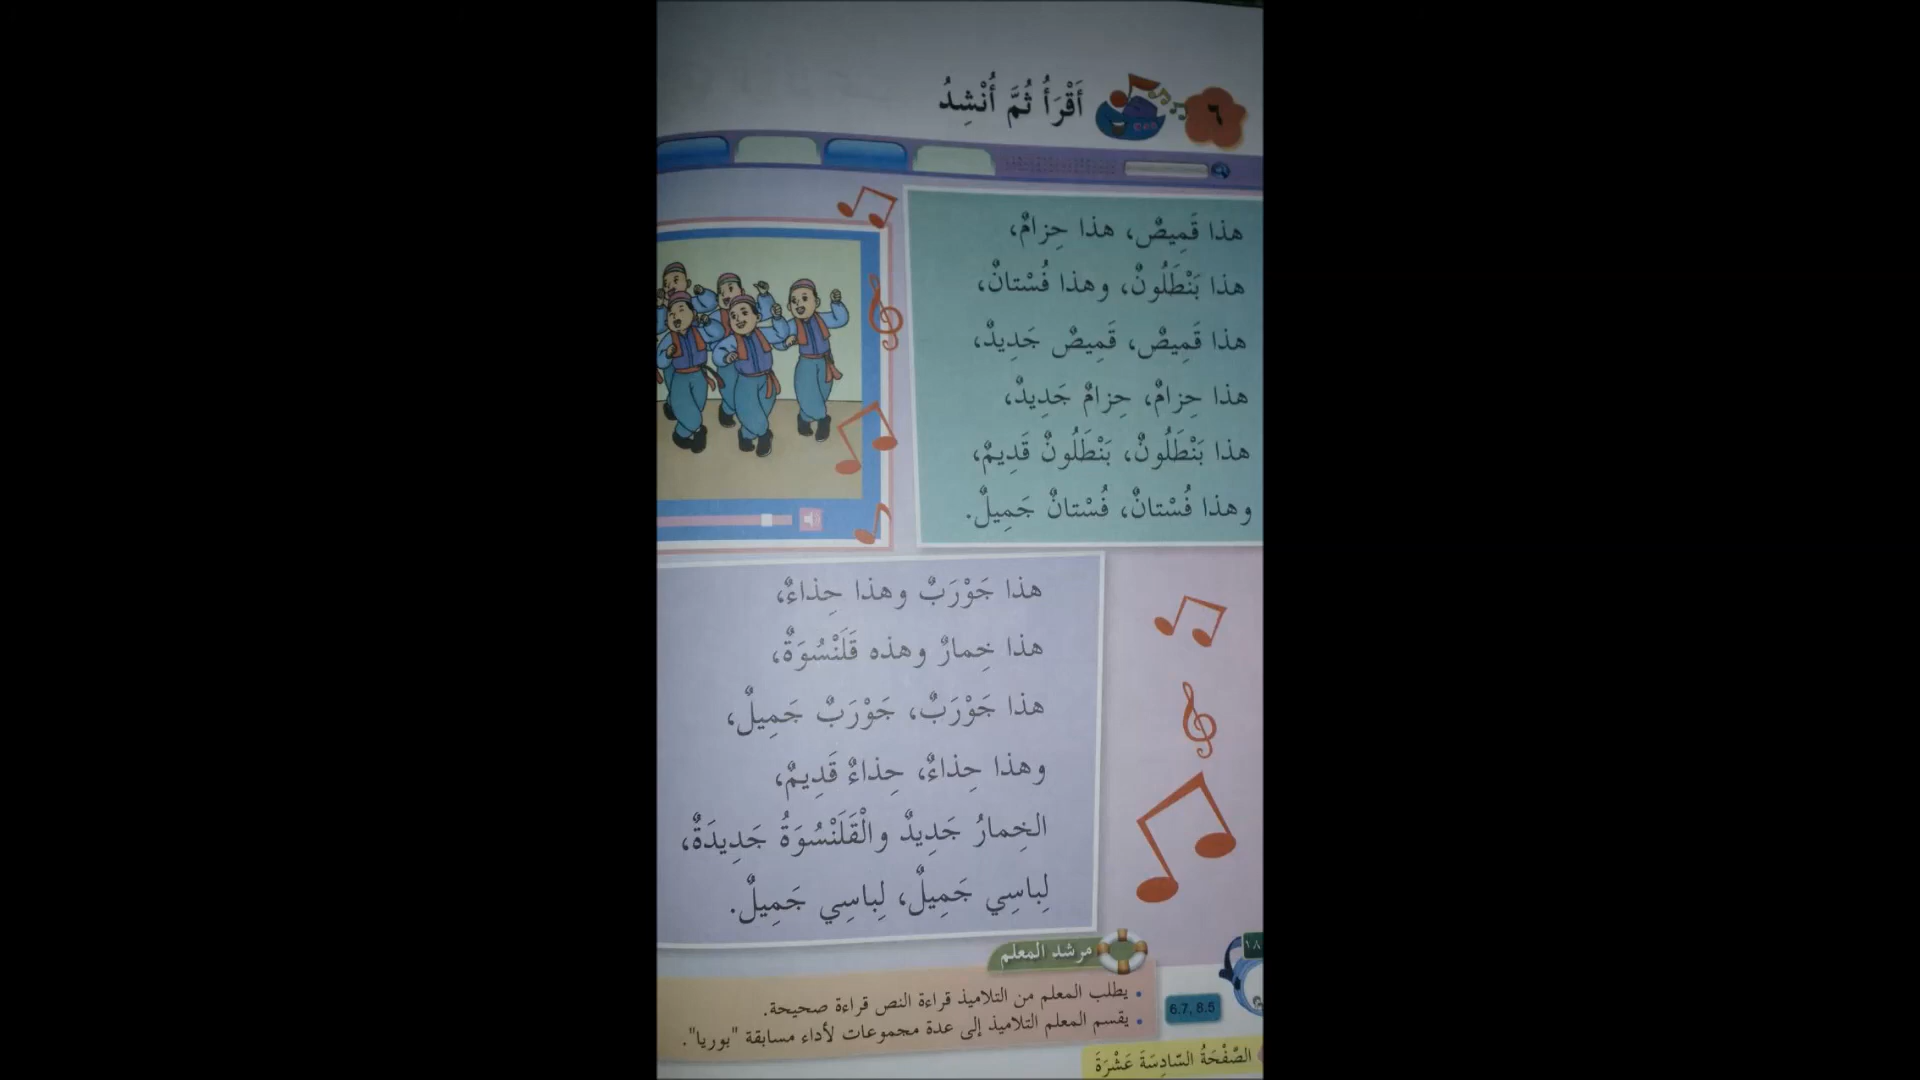 ٦
أَقْرَأُ ثُمَّ أُنْشِدُ
هذا قَمِيصٌ، هذا حِزامٌ،
هذا بَنْطَلُونٌ، وهذا فُسْتانٌ،
هذا قَمِيصٌ، قَمِيصٌ جَدِيدٌ،
هذا حِزامٌ، حِزامٌ جَدِيدٌ،
هذا بَنْطَلُونٌ، بَنْطَلُونٌ قَدِيمٌ،
وهذا فُسْتانٌ، فُسْتانٌ جَمِيلٌ.
هذا جَوْرَبٌ وهذا حِذاءٌ،
هذا خِمارٌ وهذه قَلَنْسُوَةٌ،
هذا جَوْرَبٌ، جَوْرَبٌ جَمِيلٌ،
وهذا حِذاءٌ، حِذاءٌ قَدِيمٌ،
الخِمارُ جَدِيدٌ والْقَلَنْسُوَةُ جَدِيدَةٌ،
لِباسِي جَمِيلٌ، لِباسِي جَمِيلٌ.
مرشد المعلم
• يطلب المعلم من التلاميذ قراءة النص قراءة صحيحة.
• يقسم المعلم التلاميذ إلى عدة مجموعات لأداء مسابقة "بوريا".
6.7, 8.5
١٨
الصَّفْحَةُ السّادِسَةَ عَشْرَةَ